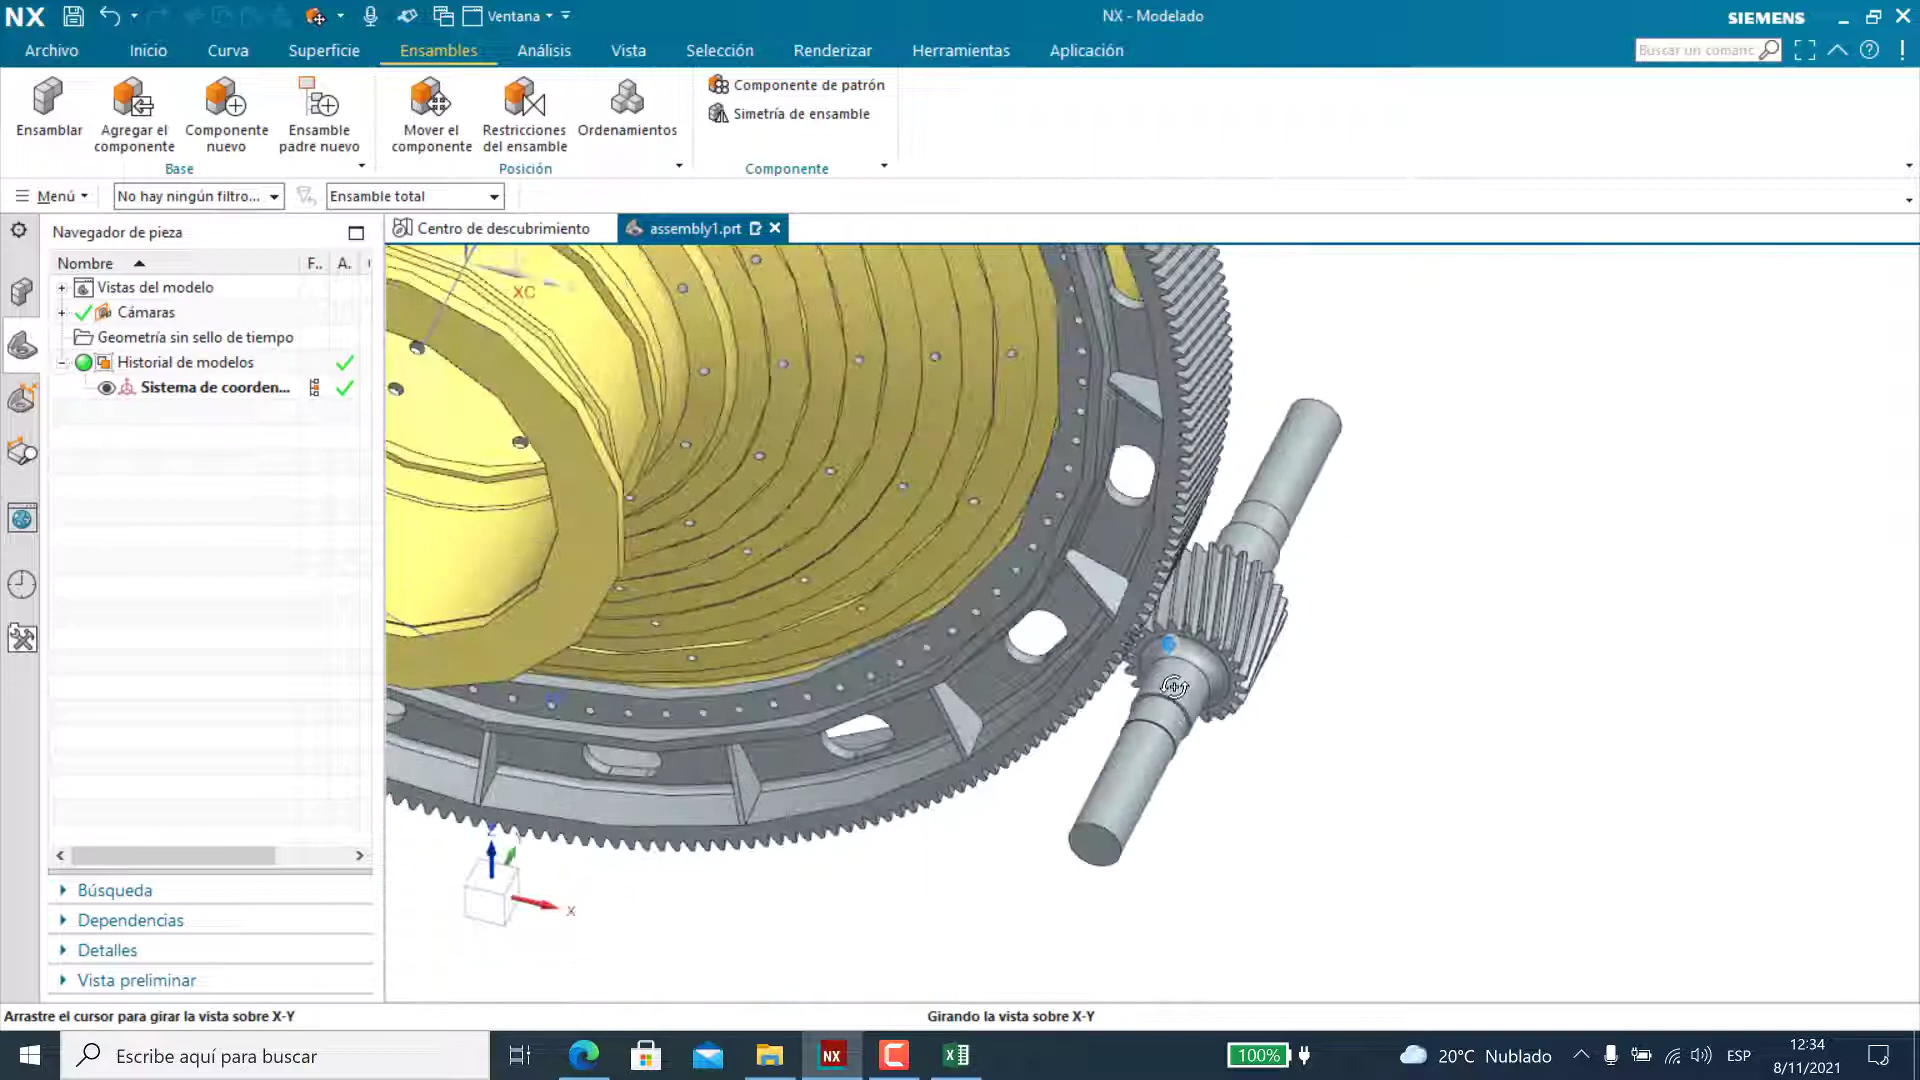 NX
Ventana
NX - Modelado
SIEMENS
Archivo
Inicio
Curva
Superficie
Ensambles
Análisis
Vista
Selección
Renderizar
Herramientas
Aplicación
Buscar un comanc
Ensamblar
Agregar el
componente
Componente
nuevo
Ensamble
padre nuevo
Mover el
componente
Restricciones
del ensamble
Ordenamientos
Componente de patrón
Simetría de ensamble
Base
Posición
Componente
Menú
No hay ningún filtro...
Ensamble total
Navegador de pieza
Centro de descubrimiento
assembly1.prt
Nombre
F..
A.
Vistas del modelo
Cámaras
Geometría sin sello de tiempo
Historial de modelos
Sistema de coorden...
XC
Z
X
Búsqueda
Dependencias
Detalles
Vista preliminar
Arrastre el cursor para girar la vista sobre X-Y
Girando la vista sobre X-Y
Escribe aquí para buscar
NX
100%
20°C Nublado
ESP
12:34
8/11/2021